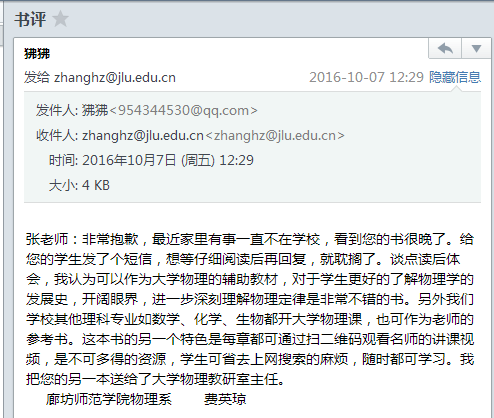 书评
狒狒
发给 zhanghz@jlu.edu.cn 2016-10-07 12:29 隐藏信息
发件人: 狒狒<954344530@qq.com>
收件人: zhanghz@jlu.edu.cn<zhanghz@jlu.edu.cn>
时间: 2016年10月7日 (周五) 12:29
大小: 4 KB
张老师：非常抱歉，最近家里有事一直在学校，看到您的书很晚了。给
您的学生发了个短信，想等仔细阅读后再回复，就耽搁了。谈点读后体
会，我认为可以作为大学物理的辅助教材，对于学生更好的了解物理学的
发展史，开阔眼界，进一步深刻理解物理定律是非常不错的书。另外我们
学校其他理科专业如数学、化学、生物都开大学物理课，也可作为老师的
参考书。这本书的另一个特色是每章都可通过扫二维码观看名师的讲课视
频，是不可多得的资源，学生可省去上网搜索的麻烦，随时都可学习。我
把您的另一本送给了大学物理教研室主任。
廊坊师范学院物理系 费英琼